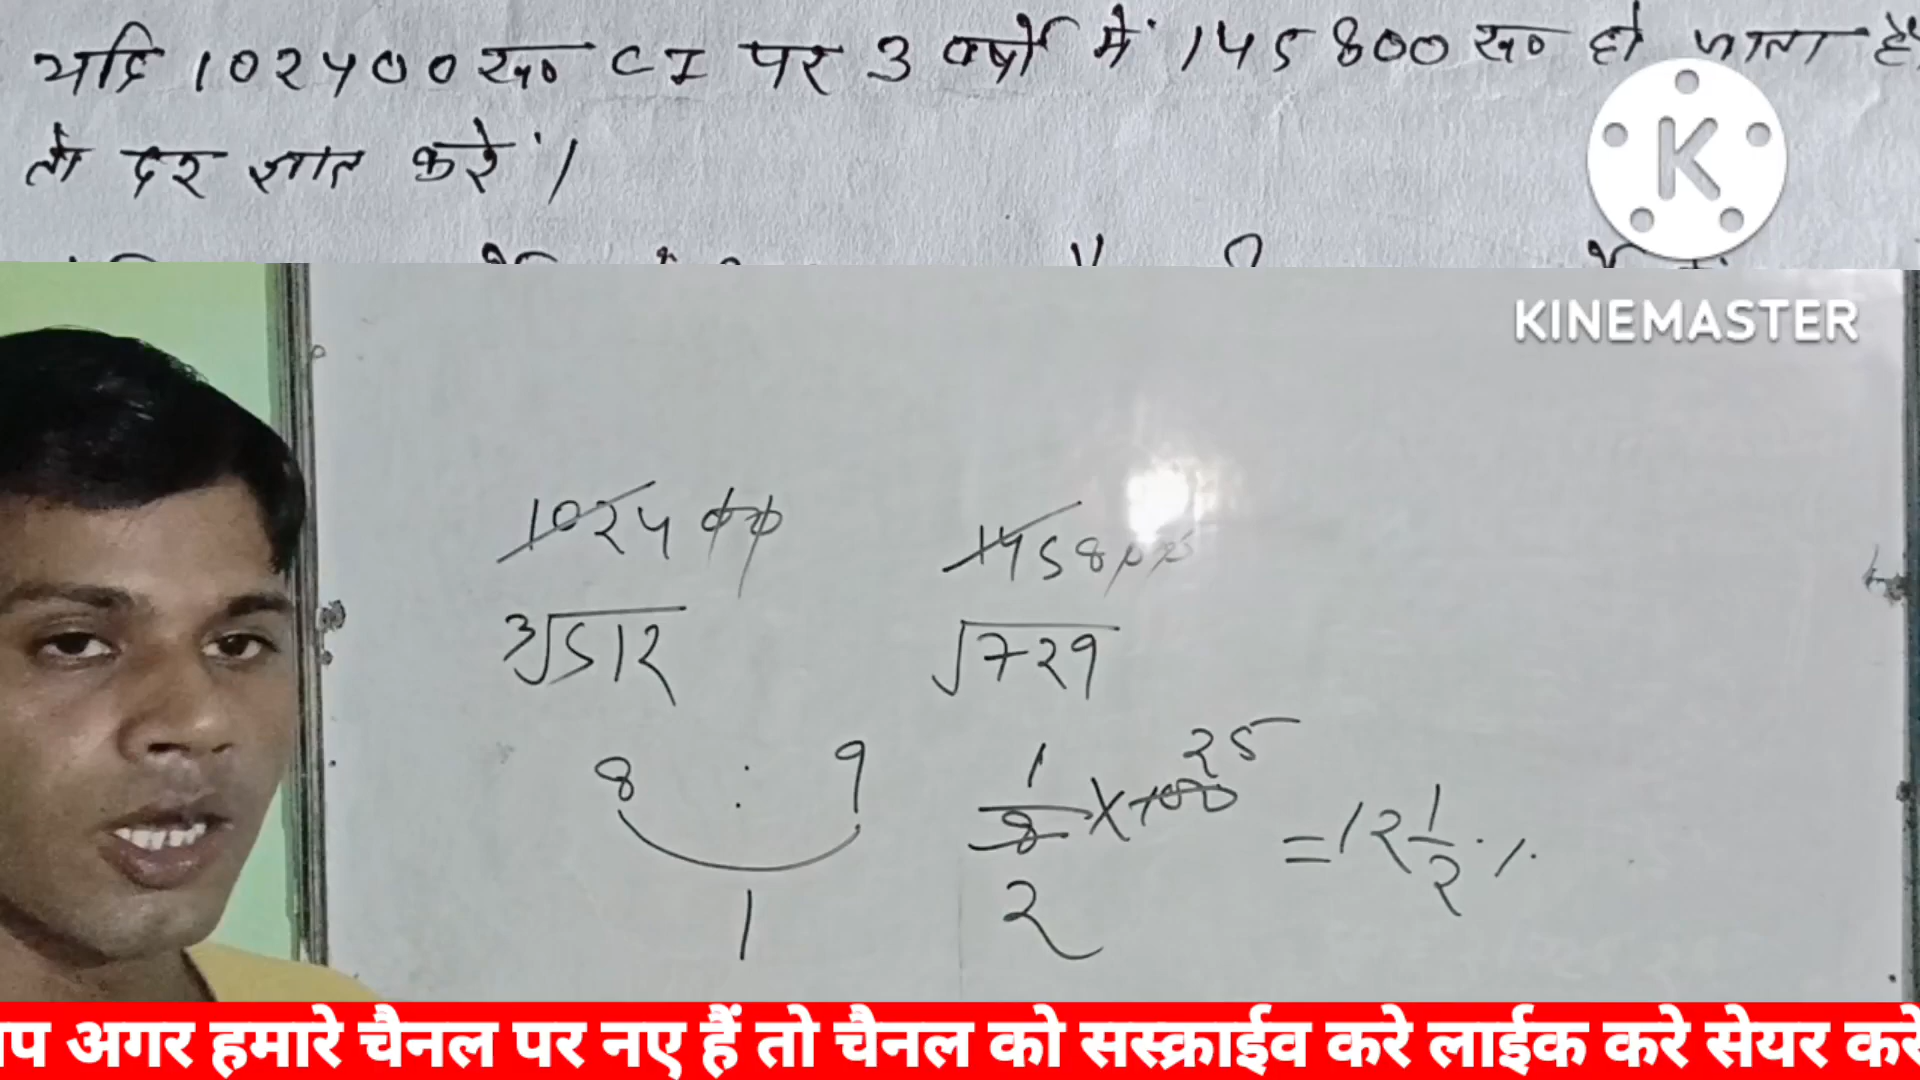 यदि 102400 रू० CI पर 3 वर्षो में 145800 रू० हो जाता है
तो दर ज्ञात करें।
K
KINEMASTER
102400 145800
3√512 √729
8 : 9
1
1/8 × 100 25 = 12 1/2 %
2
प अगर हमारे चैनल पर नए हैं तो चैनल को सस्क्राईव करे लाईक करे सेयर करे